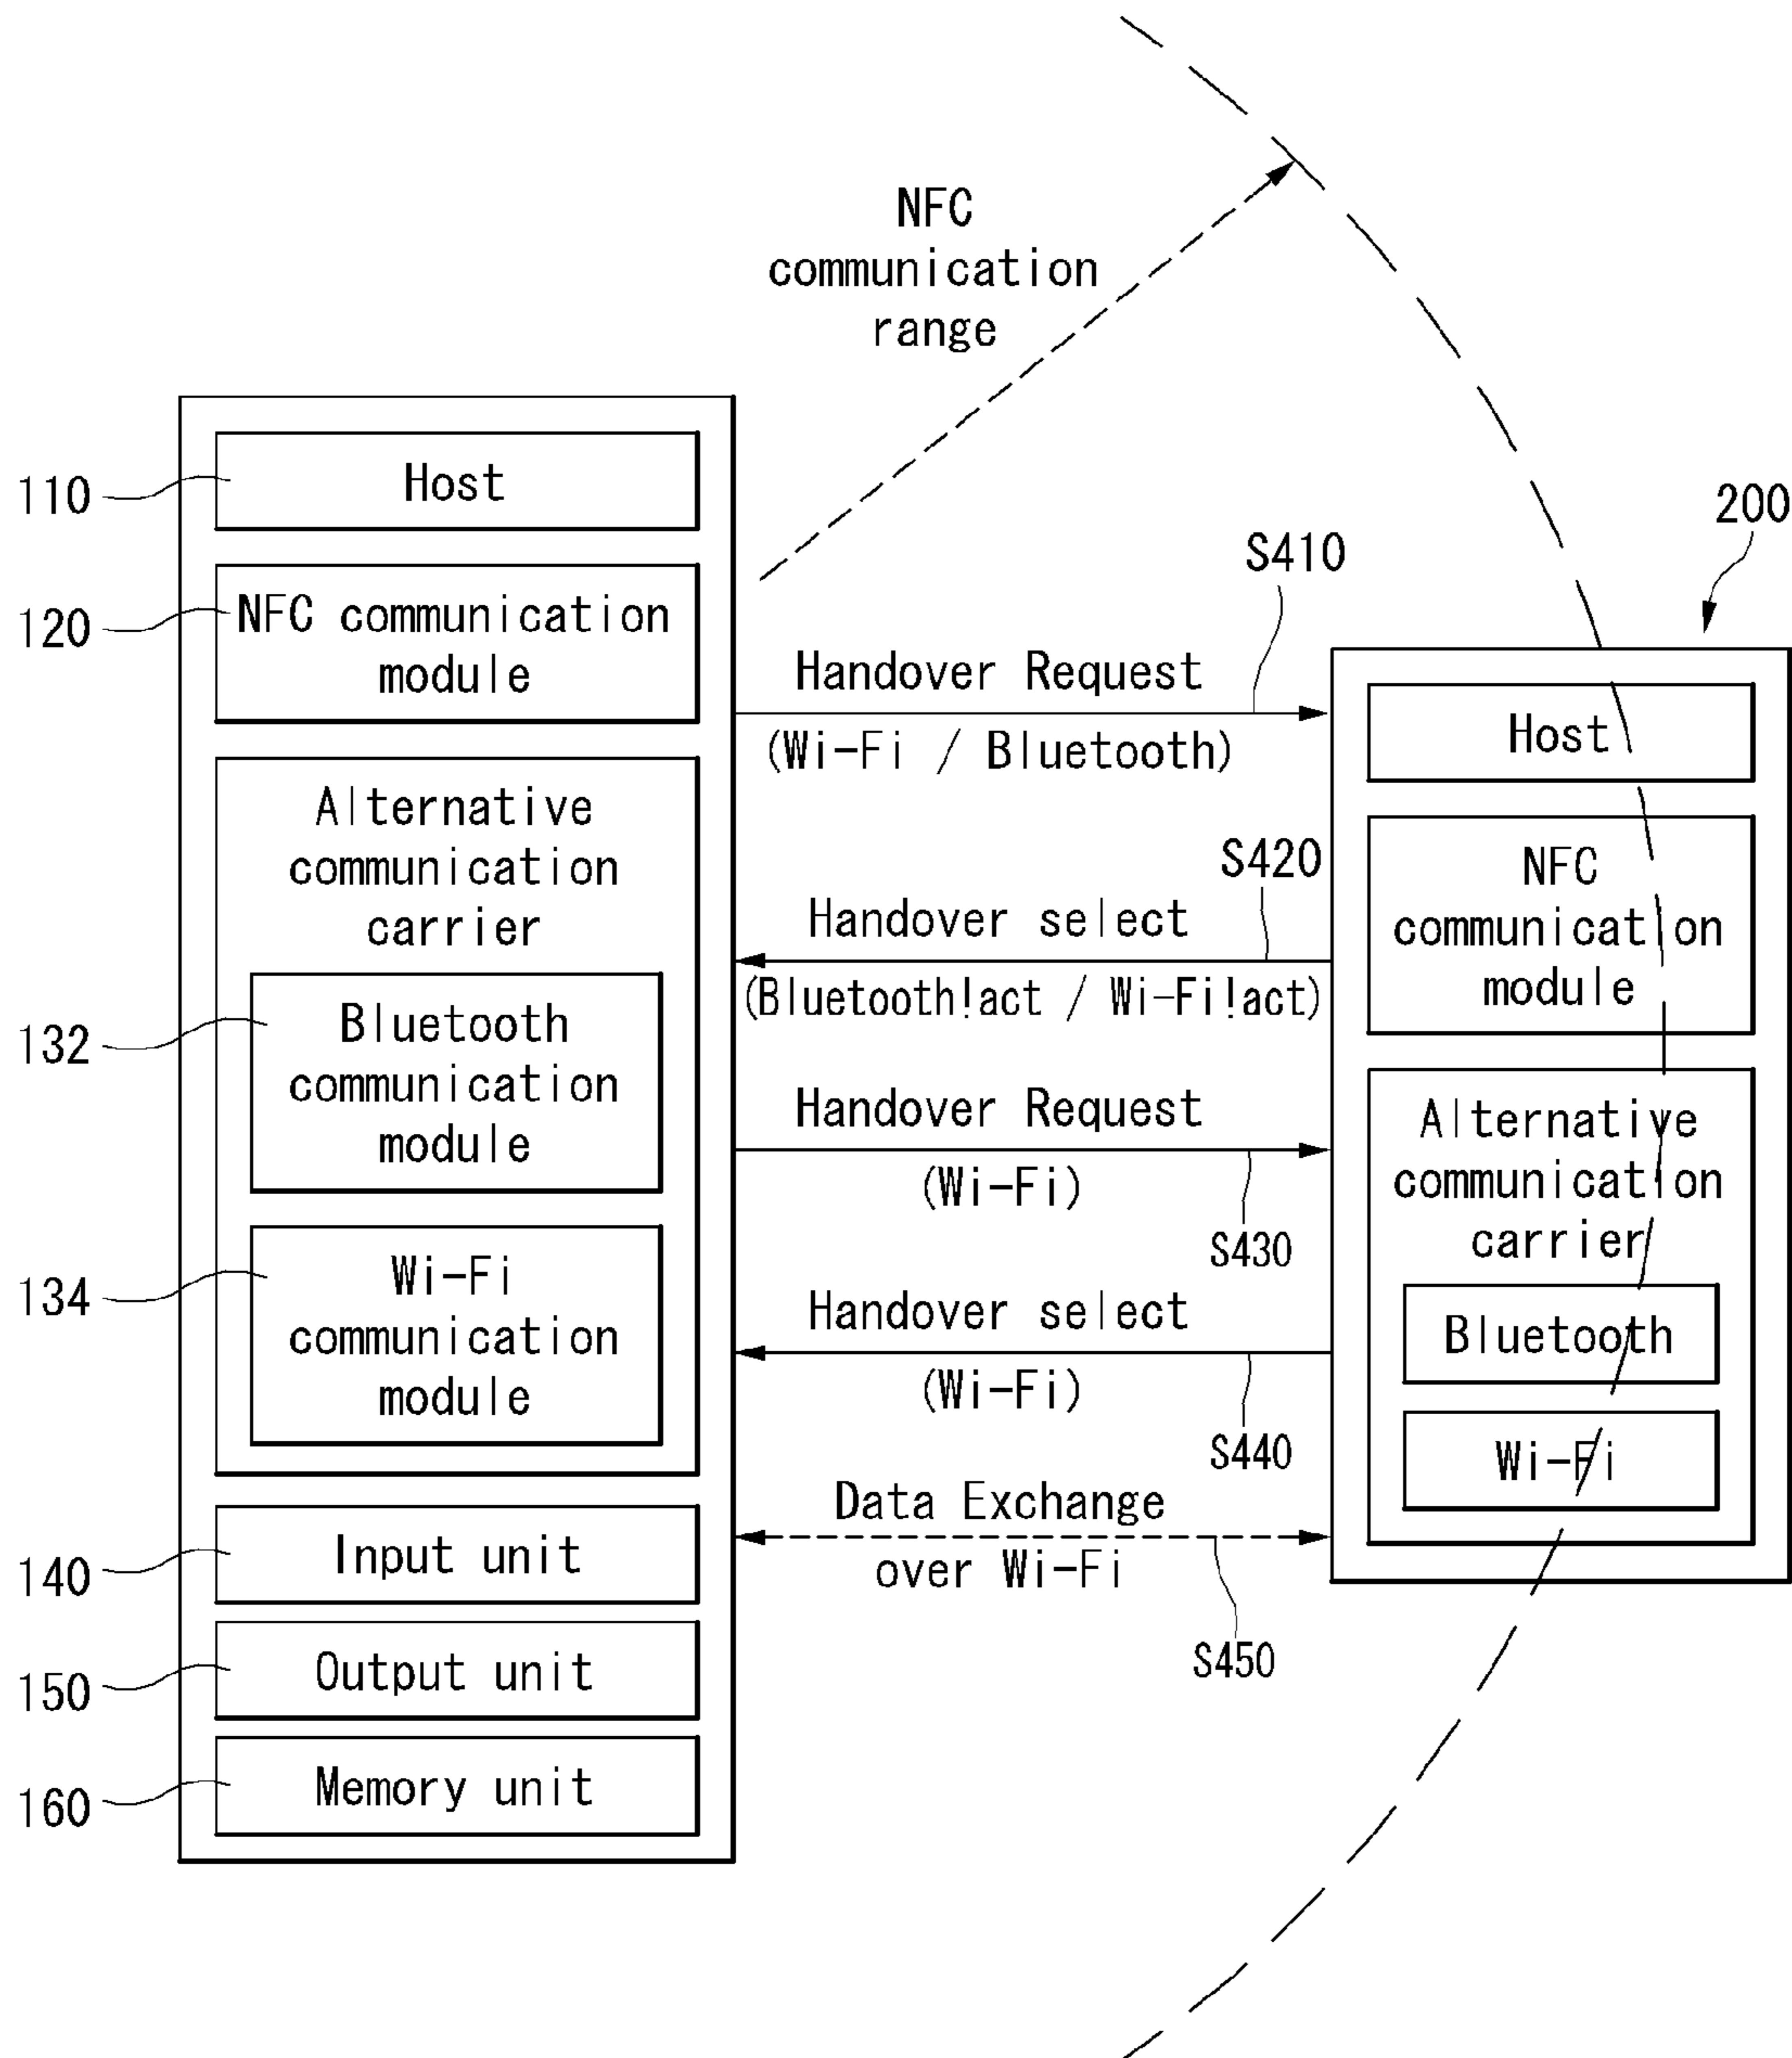 NFC
communication
range
110
Host
120
NFC communication
module
Alternative
communication
carrier
132
Bluetooth
communication
module
134
Wi-Fi
communication
module
140
Input unit
150
Output unit
160
Memory unit
S410
Handover Request
(Wi-Fi / Bluetooth)
S420
Handover select
(Bluetooth!act / Wi-Fi!act)
Handover Request
(Wi-Fi)
S430
Handover select
(Wi-Fi)
S440
Data Exchange
over Wi-Fi
S450
200
Host
NFC
communication
module
Alternative
communication
carrier
Bluetooth
Wi-Fi